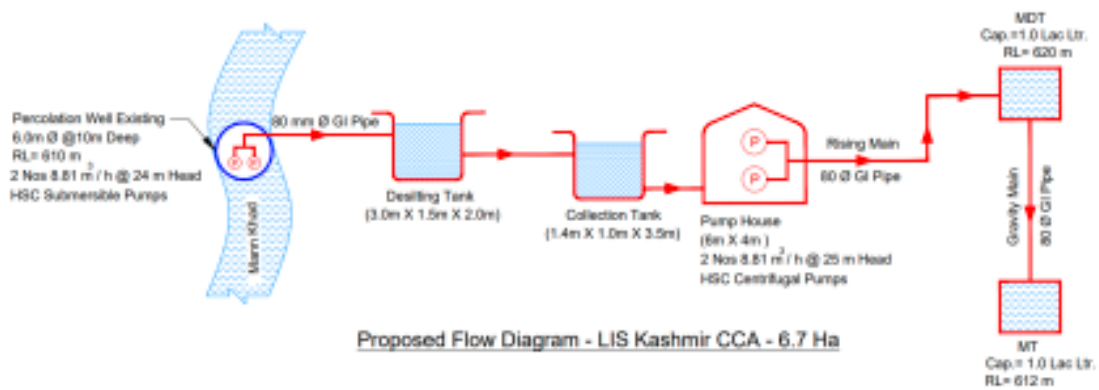 Percolation Well Existing
6.0m Ø @10m Deep
RL= 610 m
2 Nos 8.81 m³/ h @ 24 m Head
HSC Submersible Pumps
Mann Khad
P
P
80 mm Ø GI Pipe
Desilting Tank
(3.0m X 1.5m X 2.0m)
Collection Tank
(1.4m X 1.0m X 3.5m)
P
P
Pump House
(6m X 4m )
2 Nos 8.81 m³/ h @ 25 m Head
HSC Centrifugal Pumps
Rising Main
80 Ø GI Pipe
MDT
Cap.=1.0 Lac Ltr.
RL= 620 m
Gravity Main
80 Ø GI Pipe
MT
Cap.= 1.0 Lac Ltr.
RL= 612 m
Proposed Flow Diagram - LIS Kashmir CCA - 6.7 Ha